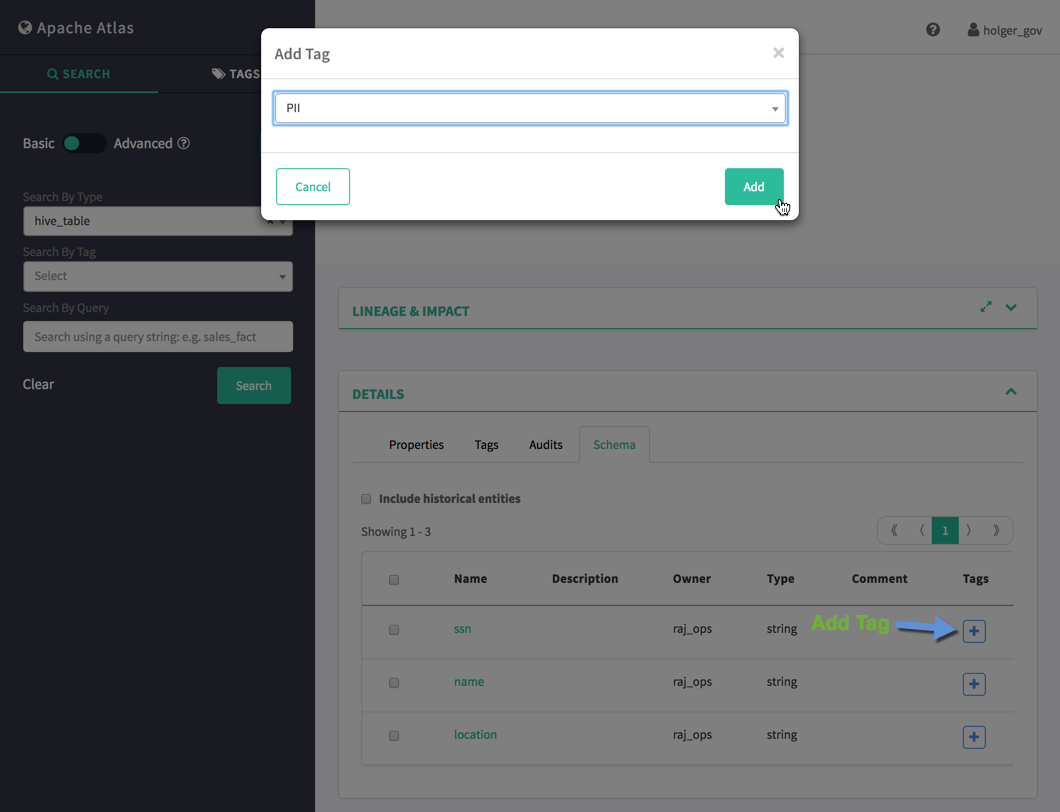 Apache Atlas
holger_gov
SEARCH
TAGS
Add Tag
×
PII
Cancel
Add
Basic
Advanced
Search By Type
hive_table
Search By Tag
Select
Search By Query
Search using a query string: e.g. sales_fact
Clear
Search
LINEAGE & IMPACT
DETAILS
Properties Tags Audits Schema
Include historical entities
Showing 1 - 3
《 〈 1 〉 》
Name Description Owner Type Comment Tags
ssn raj_ops string Add Tag +
name raj_ops string +
location raj_ops string +